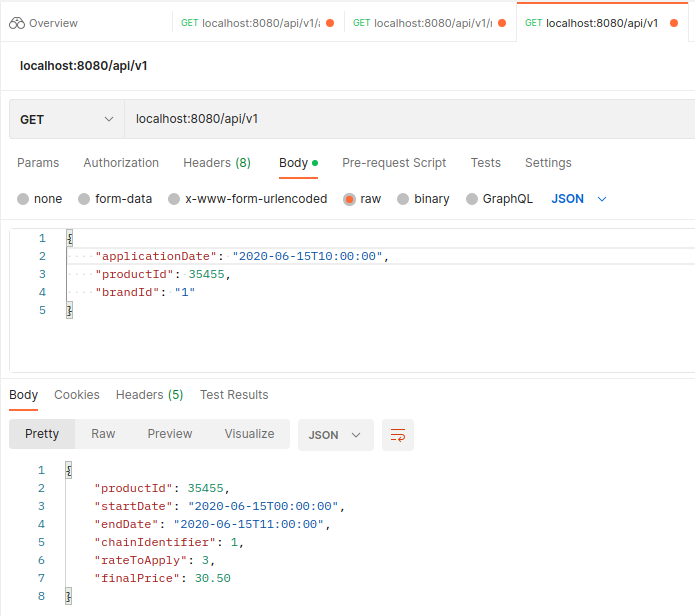 Overview
GET localhost:8080/api/v1/
GET localhost:8080/api/v1/
GET localhost:8080/api/v1
localhost:8080/api/v1
GET localhost:8080/api/v1
Params Authorization Headers (8) Body Pre-request Script Tests Settings
none form-data x-www-form-urlencoded raw binary GraphQL JSON
1 {
2 "applicationDate": "2020-06-15T10:00:00",
3 "productId": 35455,
4 "brandId": "1"
5 }
Body Cookies Headers (5) Test Results
Pretty Raw Preview Visualize JSON
1 {
2 "productId": 35455,
3 "startDate": "2020-06-15T00:00:00",
4 "endDate": "2020-06-15T11:00:00",
5 "chainIdentifier": 1,
6 "rateToApply": 3,
7 "finalPrice": 30.50
8 }